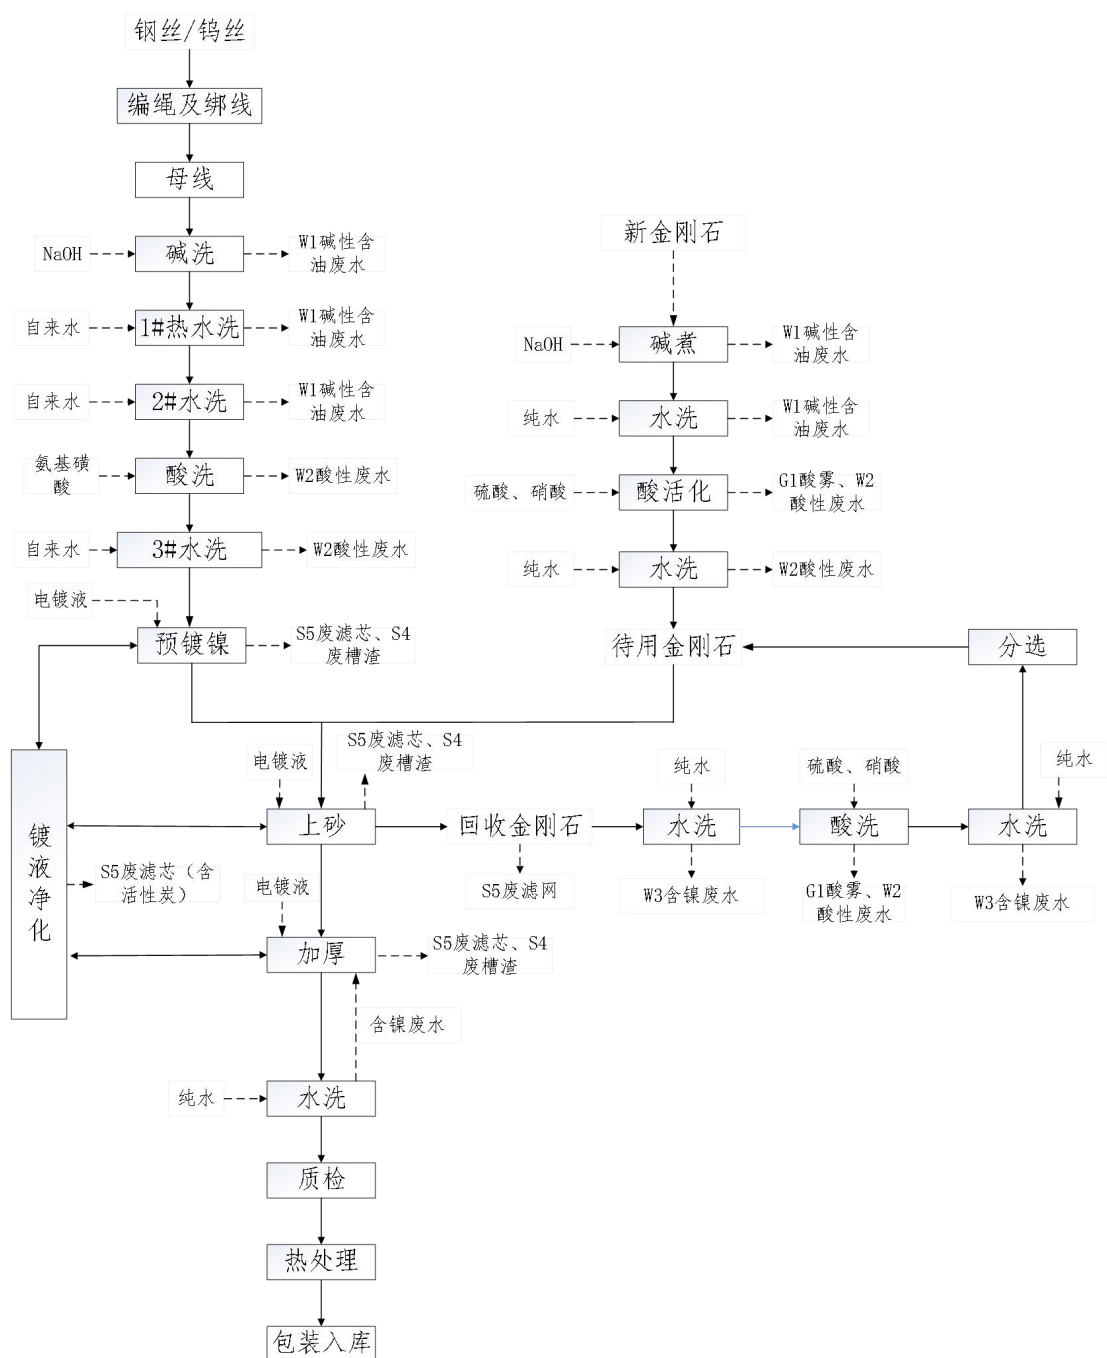 钢丝/钨丝
编绳及绑线
母线
NaOH
碱洗
W1碱性含
油废水
自来水
1#热水洗
W1碱性含
油废水
自来水
2#水洗
W1碱性含
油废水
氨基磺
酸
酸洗
W2酸性废水
自来水
3#水洗
W2酸性废水
电镀液
预镀镍
S5废滤芯、S4
废槽渣
新金刚石
NaOH
碱煮
W1碱性含
油废水
纯水
水洗
W1碱性含
油废水
硫酸、硝酸
酸活化
G1酸雾、W2
酸性废水
纯水
水洗
W2酸性废水
待用金刚石
分选
镀液净化
S5废滤芯（含
活性炭）
电镀液
S5废滤芯、S4
废槽渣
上砂
回收金刚石
S5废滤网
纯水
水洗
W3含镍废水
硫酸、硝酸
酸洗
G1酸雾、W2
酸性废水
纯水
水洗
W3含镍废水
电镀液
加厚
S5废滤芯、S4
废槽渣
含镍废水
纯水
水洗
质检
热处理
包装入库